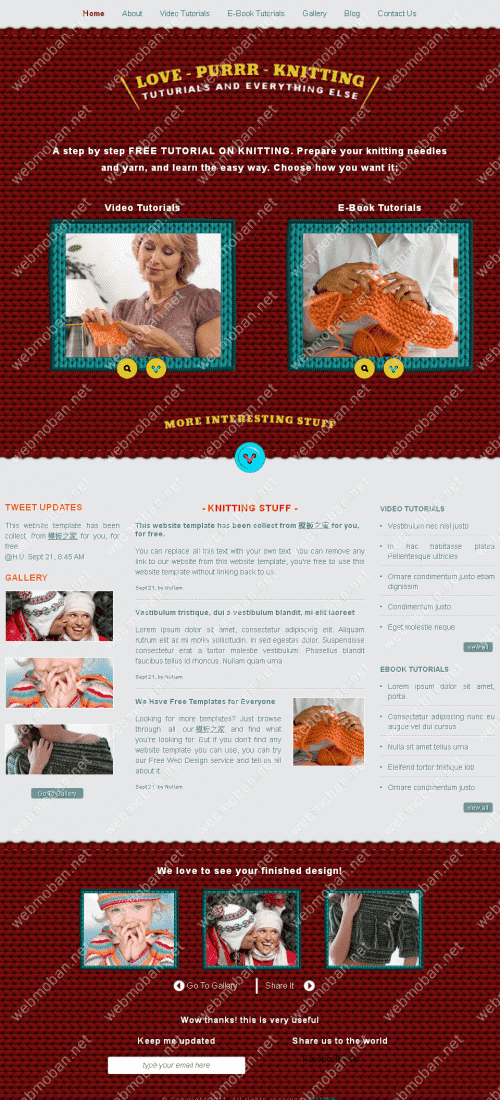 Home About Video Tutorials E-Book Tutorials Gallery Blog Contact Us
LOVE - PURRR - KNITTING
TUTURIALS AND EVERYTHING ELSE
A step by step FREE TUTORIAL ON KNITTING. Prepare your knitting needles
and yarn, and learn the easy way. Choose how you want it:
Video Tutorials
E-Book Tutorials
MORE INTERESTING STUFF
TWEET UPDATES
This website template has been
collect from 模板之家 for you, for
free.
@H.U. Sept 21, 8:45 AM
GALLERY
Go To Gallery
- KNITTING STUFF -
This website template has been collect from 模板之家 for you,
for free.
You can replace all this text with your own text. You can remove any
link to our website from this website template, you're free to use this
website template without linking back to us.
Sept 21, by Nullam
Vestibulum tristique, dui a vestibulum blandit, mi elit laoreet
Lorem ipsum dolor sit amet, consectetur adipiscing elit. Aliquam
rutrum elit ac mi mollis sollicitudin. In sed egestas dolor. Suspendisse
consectetur erat a tortor molestie vestibulum. Phasellus blandit
faucibus tellus id rhoncus. Nullam quam urna
Sept 21, by Nullam
We Have Free Templates for Everyone
Looking for more templates? Just browse
through all our 模板之家 and find what
you're looking for. But if you don't find any
website template you can use, you can try
our Free Web Design service and tell us all
about it.
Sept 21, by Nullam
VIDEO TUTORIALS
Vestibulum nec nisl justo
In hac habitasse platea
Pellentesque ultricies
Ornare condimentum justo etiam
dignissim
Condimentum justo
Eget molestie neque
view all
EBOOK TUTORIALS
Lorem ipsum dolor sit amet,
porta
Consectetur adipiscing nunc eu
augue vel dui cursus
Nulla sit amet tellus urna
Eleifend tortor tristique lob
Ornare condimentum justo
view all
We love to see your finished design!
Go To Gallery Share It
Wow thanks! this is very useful
Keep me updated
Share us to the world
type your email here
webmoban.net